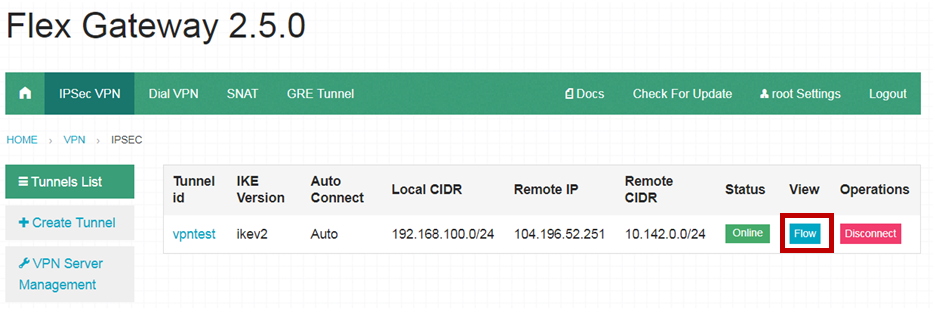 Flex Gateway 2.5.0
IPSec VPN Dial VPN SNAT GRE Tunnel Docs Check For Update root Settings Logout
HOME › VPN › IPSEC
Tunnels List
Create Tunnel
VPN Server
Management
Tunnel id IKE Version Auto Connect Local CIDR Remote IP Remote CIDR Status View Operations
vpntest ikev2 Auto 192.168.100.0/24 104.196.52.251 10.142.0.0/24 Online Flow Disconnect